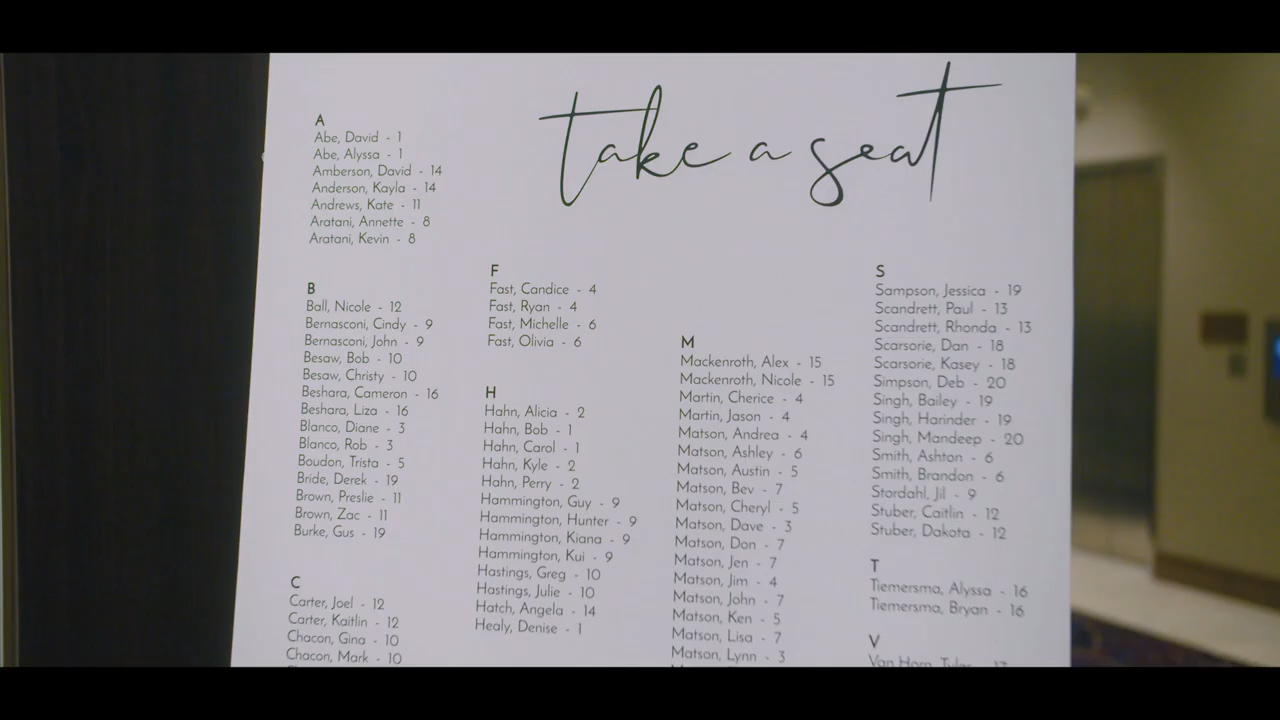 take a seat
A
Abe, David - 1
Abe, Alyssa - 1
Amberson, David - 14
Anderson, Kayla - 14
Andrews, Kate - 11
Aratani, Annette - 8
Aratani, Kevin - 8
B
Ball, Nicole - 12
Bernasconi, Cindy - 9
Bernasconi, John - 9
Besaw, Bob - 10
Besaw, Christy - 10
Beshara, Cameron - 16
Beshara, Liza - 16
Blanco, Diane - 3
Blanco, Rob - 3
Boudon, Trista - 5
Bride, Derek - 19
Brown, Preslie - 11
Brown, Zac - 11
Burke, Gus - 19
C
Carter, Joel - 12
Carter, Kaitlin - 12
Chacon, Gina - 10
Chacon, Mark - 10
F
Fast, Candice - 4
Fast, Ryan - 4
Fast, Michelle - 6
Fast, Olivia - 6
H
Hahn, Alicia - 2
Hahn, Bob - 1
Hahn, Carol - 1
Hahn, Kyle - 2
Hahn, Perry - 2
Hammington, Guy - 9
Hammington, Hunter - 9
Hammington, Kiana - 9
Hammington, Kui - 9
Hastings, Greg - 10
Hastings, Julie - 10
Hatch, Angela - 14
Healy, Denise - 1
M
Mackenroth, Alex - 15
Mackenroth, Nicole - 15
Martin, Cherice - 4
Martin, Jason - 4
Matson, Andrea - 4
Matson, Ashley - 6
Matson, Austin - 5
Matson, Bev - 7
Matson, Cheryl - 5
Matson, Dave - 3
Matson, Don - 7
Matson, Jen - 7
Matson, Jim - 4
Matson, John - 7
Matson, Ken - 5
Matson, Lisa - 7
Matson, Lynn - 3
S
Sampson, Jessica - 19
Scandrett, Paul - 13
Scandrett, Rhonda - 13
Scarsorie, Dan - 18
Scarsorie, Kasey - 18
Simpson, Deb - 20
Singh, Bailey - 19
Singh, Harinder - 19
Singh, Mandeep - 20
Smith, Ashton - 6
Smith, Brandon - 6
Stordahl, Jil - 9
Stuber, Caitlin - 12
Stuber, Dakota - 12
T
Tiemersma, Alyssa - 16
Tiemersma, Bryan - 16
V
Van Horn, Tyler